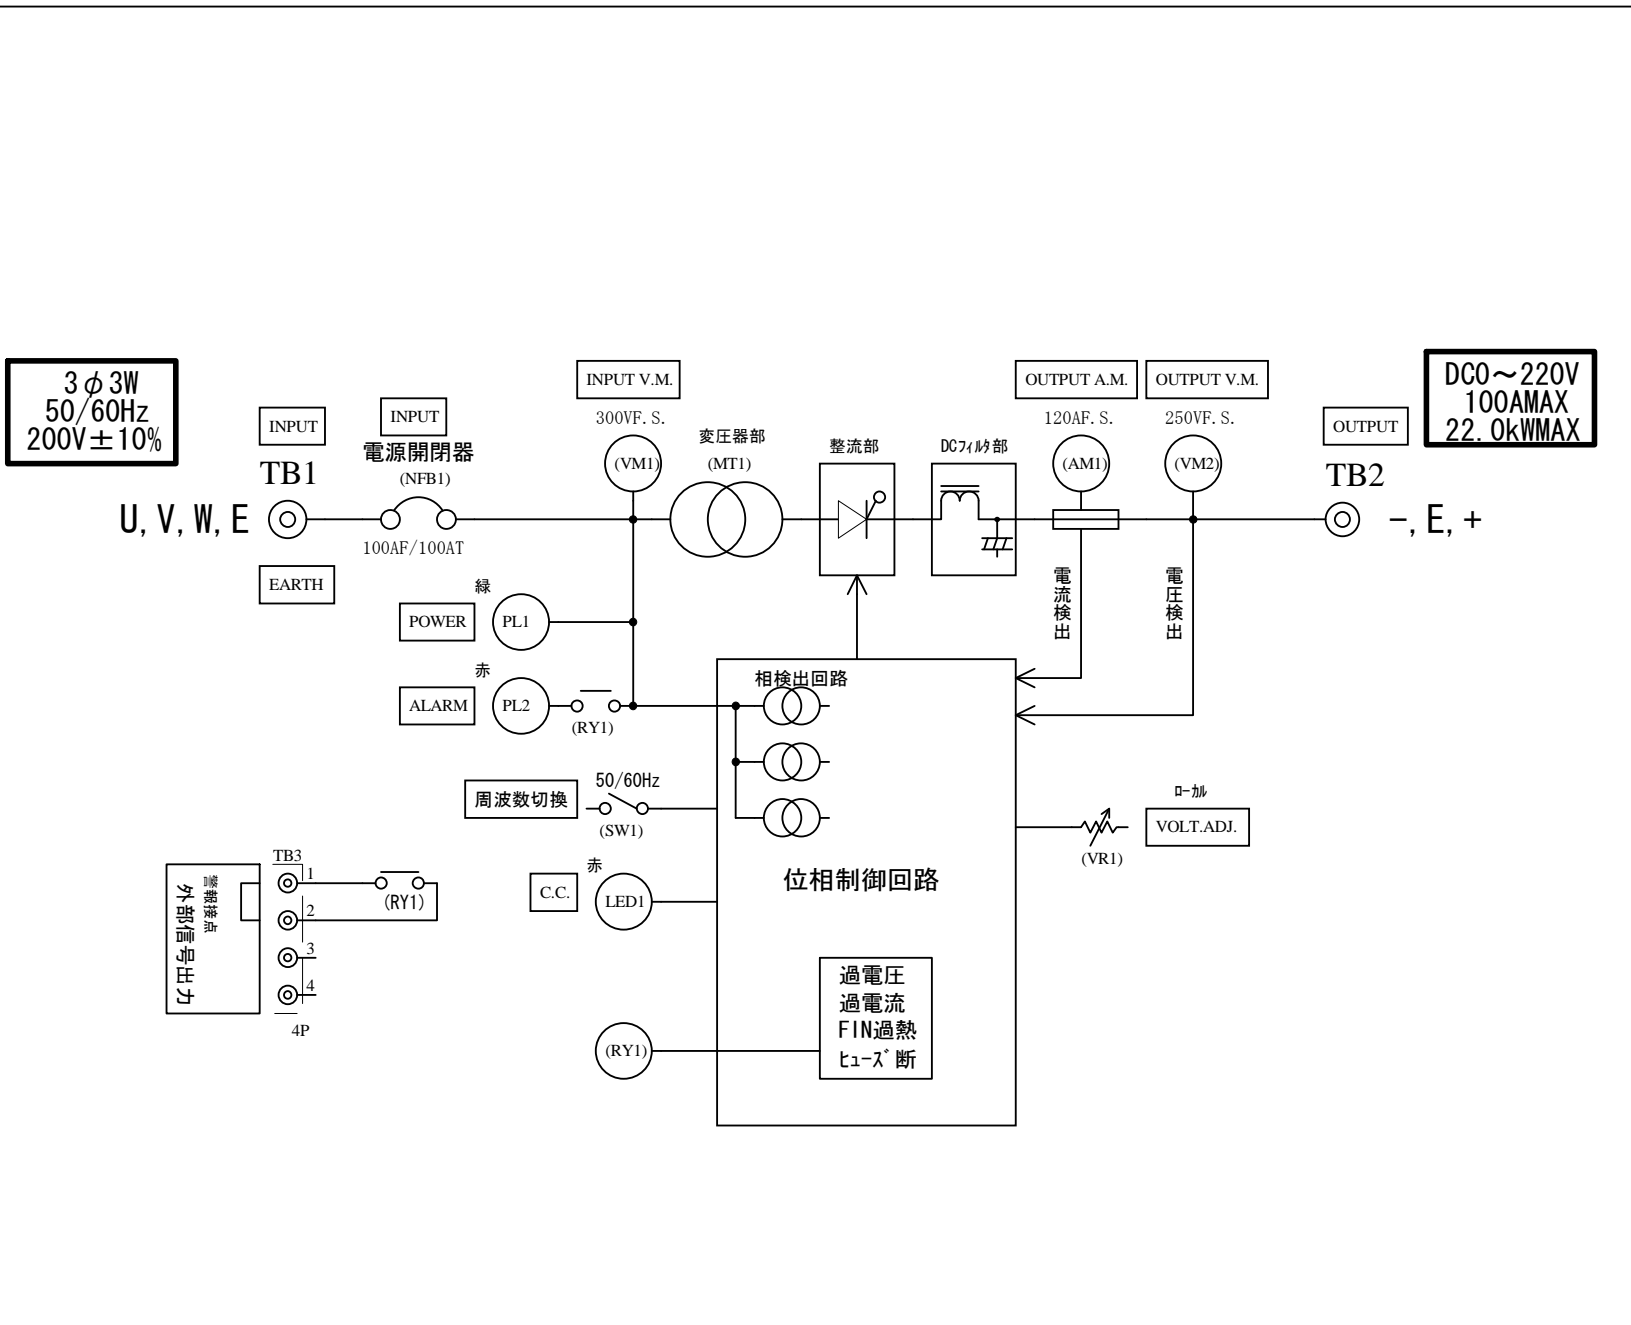 3φ3W
50/60Hz
200V±10%
INPUT
TB1
U,V,W,E
EARTH
INPUT
電源開閉器
(NFB1)
100AF/100AT
INPUT V.M.
300VF.S.
(VM1)
変圧器部
(MT1)
整流部
DCフィルタ部
OUTPUT A.M.
120AF.S.
(AM1)
OUTPUT V.M.
250VF.S.
(VM2)
OUTPUT
TB2
-,E,+
DC0~220V
100AMAX
22.0kWMAX
電流検出
電圧検出
緑
POWER
PL1
赤
ALARM
PL2
(RY1)
相検出回路
周波数切換
50/60Hz
(SW1)
ローカル
VOLT.ADJ.
(VR1)
赤
C.C.
LED1
位相制御回路
TB3
1
2
3
4
4P
警報接点
外部信号出力
(RY1)
過電圧
過電流
FIN過熱
ヒューズ断
(RY1)